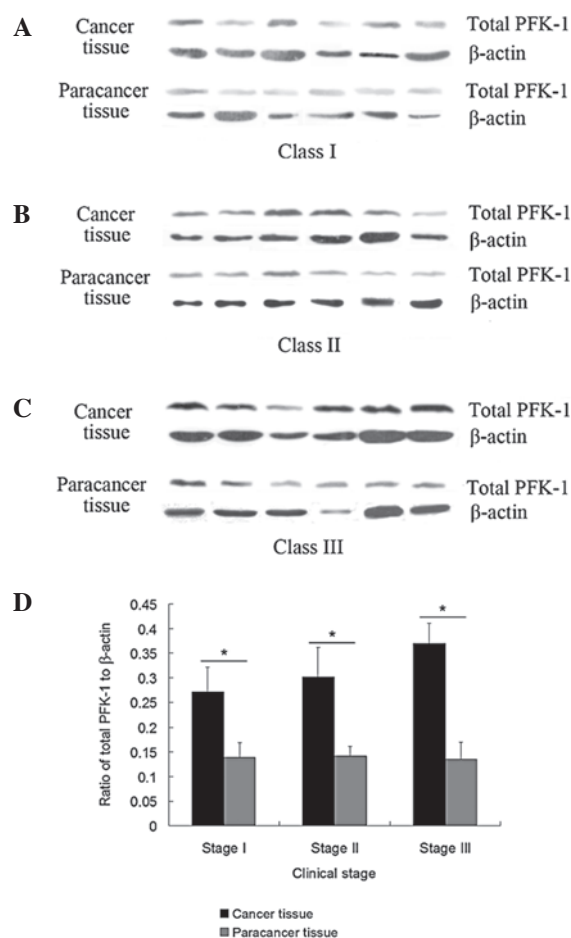 A
Cancer tissue
Total PFK-1
β-actin
Paracancer tissue
Total PFK-1
β-actin
Class I
B
Cancer tissue
Total PFK-1
β-actin
Paracancer tissue
Total PFK-1
β-actin
Class II
C
Cancer tissue
Total PFK-1
β-actin
Paracancer tissue
Total PFK-1
β-actin
Class III
D
Ratio of total PFK-1 to β-actin
0.45
0.4
0.35
0.3
0.25
0.2
0.15
0.1
0.05
0
*
*
*
Stage I
Stage II
Stage III
Clinical stage
Cancer tissue
Paracancer tissue